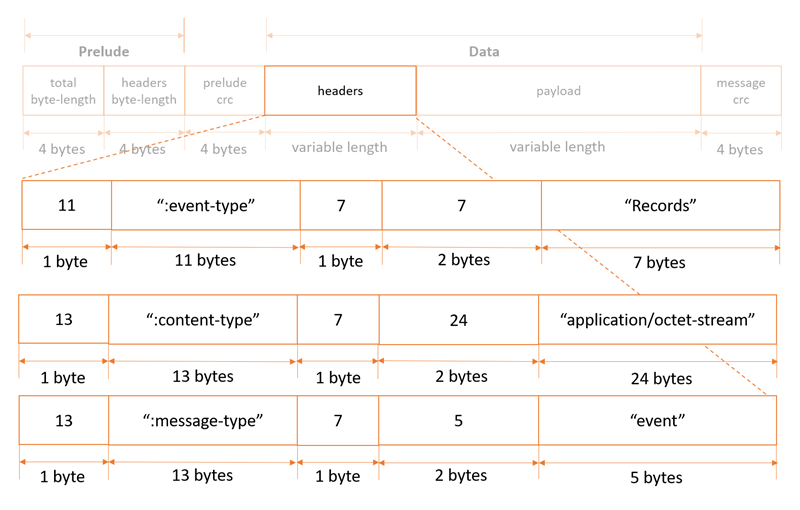 Prelude
Data
total
byte-length
headers
byte-length
prelude
crc
headers
payload
message
crc
4 bytes
4 bytes
4 bytes
variable length
variable length
4 bytes
11
“:event-type”
7
7
“Records”
1 byte
11 bytes
1 byte
2 bytes
7 bytes
13
“:content-type”
7
24
“application/octet-stream”
1 byte
13 bytes
1 byte
2 bytes
24 bytes
13
“:message-type”
7
5
“event”
1 byte
13 bytes
1 byte
2 bytes
5 bytes